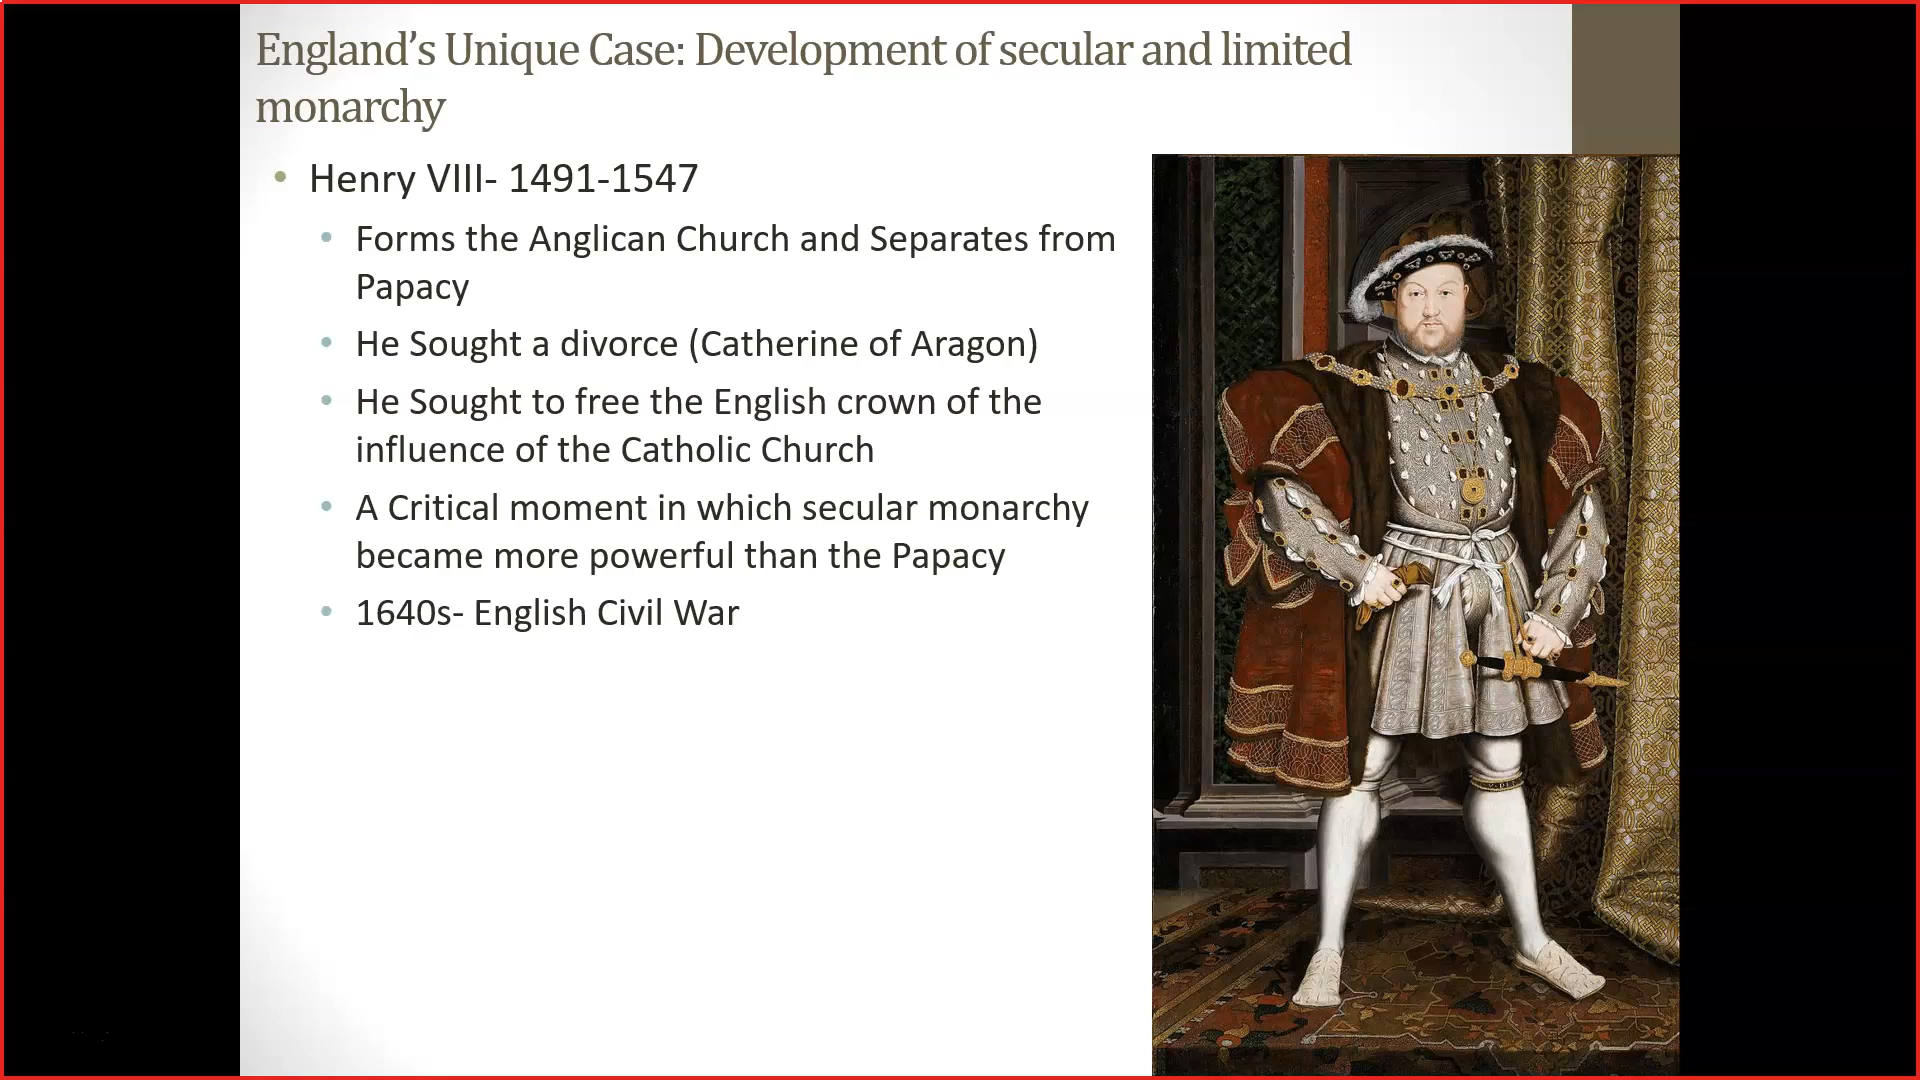 England’s Unique Case: Development of secular and limited
monarchy
• Henry VIII- 1491-1547
• Forms the Anglican Church and Separates from
Papacy
• He Sought a divorce (Catherine of Aragon)
• He Sought to free the English crown of the
influence of the Catholic Church
• A Critical moment in which secular monarchy
became more powerful than the Papacy
• 1640s- English Civil War